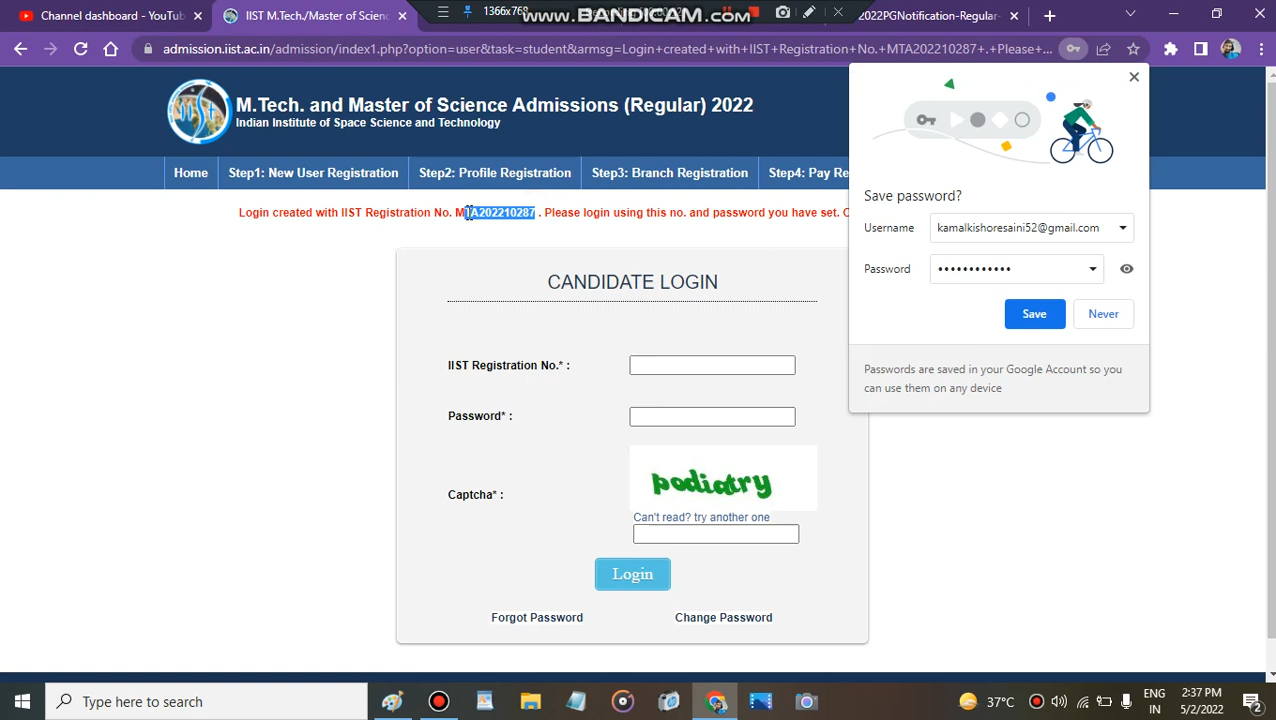 Channel dashboard - YouTub
IIST M.Tech./Master of Scienc
1366x768
www.BANDICAM.com
2022PGNotification-Regular-
admission.iist.ac.in/admission/index1.php?option=user&task=student&armsg=Login+created+with+IIST+Registration+No.+MTA202210287+.+Please+...
M.Tech. and Master of Science Admissions (Regular) 2022
Indian Institute of Space Science and Technology
Home
Step1: New User Registration
Step2: Profile Registration
Step3: Branch Registration
Step4: Pay Re
Login created with IIST Registration No. MTA202210287 . Please login using this no. and password you have set.
Save password?
Username
kamalkishoresaini52@gmail.com
Password
••••••••••••
Save
Never
Passwords are saved in your Google Account so you
can use them on any device
CANDIDATE LOGIN
IIST Registration No.* :
Password* :
Captcha* :
podiatry
Can't read? try another one
Login
Forgot Password
Change Password
Type here to search
37°C
ENG
IN
2:37 PM
5/2/2022
2